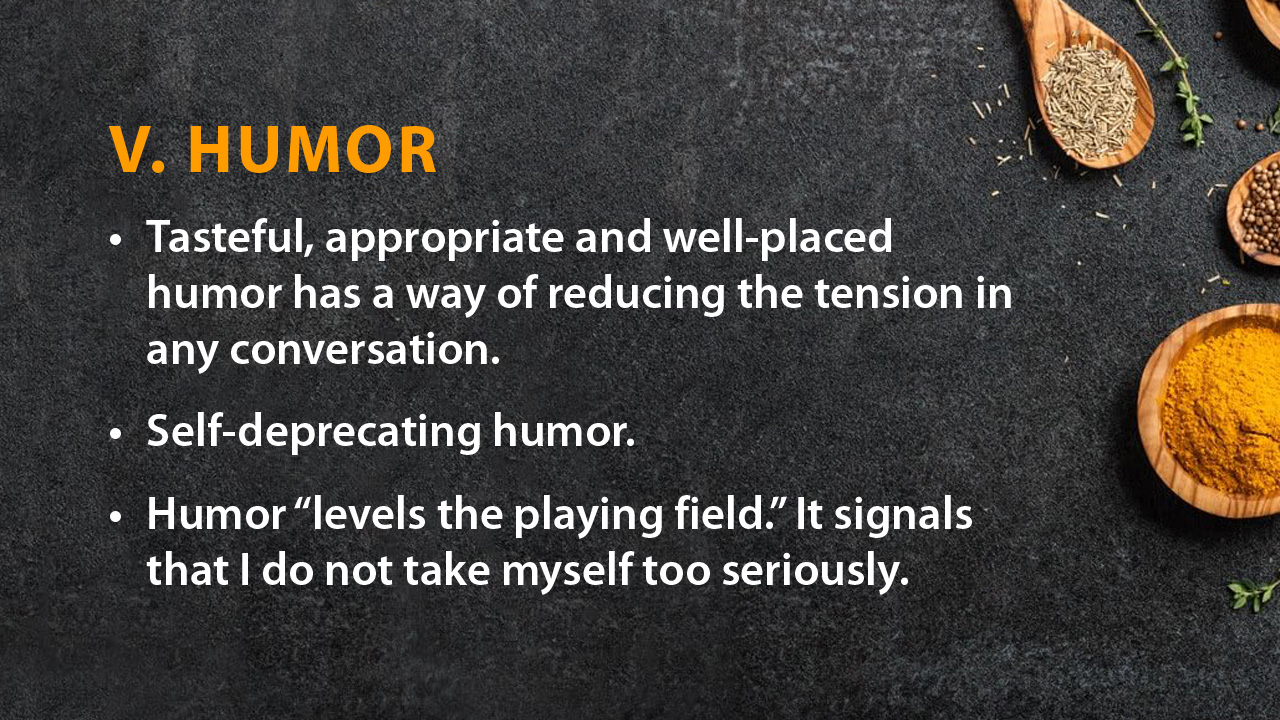 V. HUMOR
• Tasteful, appropriate and well-placed
humor has a way of reducing the tension in
any conversation.
• Self-deprecating humor.
• Humor “levels the playing field.” It signals
that I do not take myself too seriously.